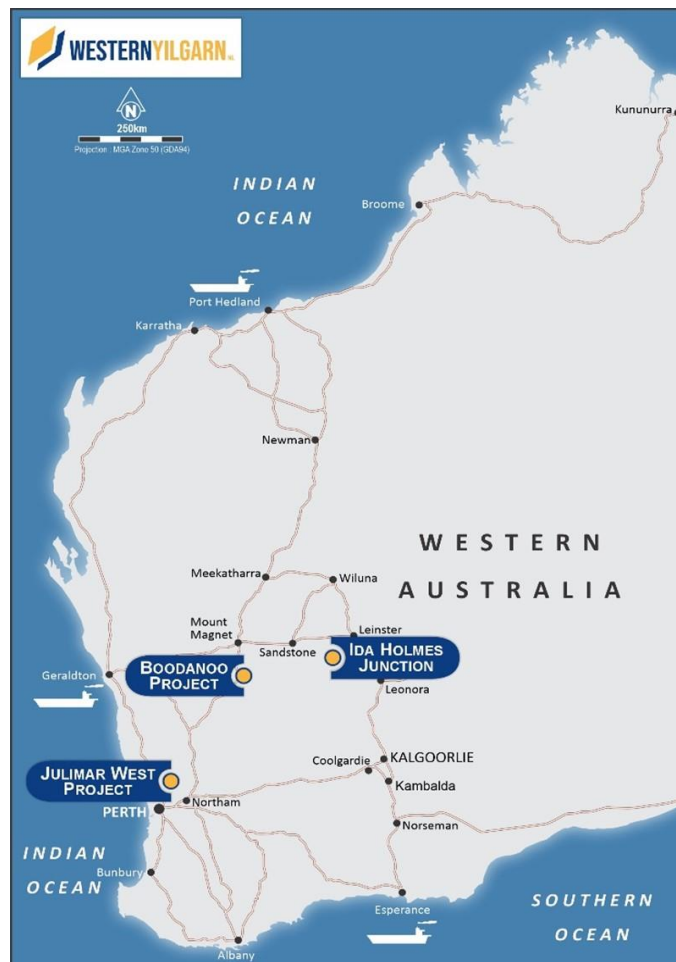 WESTERNYILGARN NL
N
250km
Projection : MGA Zone 50 (GDA94)
Kununurra
INDIAN
OCEAN
Broome
Port Hedland
Karratha
Newman
WESTERN
AUSTRALIA
Meekatharra
Wiluna
Mount
Magnet
Sandstone
Leinster
IDA HOLMES
JUNCTION
BOODANOO
PROJECT
Geraldton
Leonora
KALGOORLIE
Coolgardie
Kambalda
JULIMAR WEST
PROJECT
Northam
PERTH
Norseman
INDIAN
OCEAN
Bunbury
Esperance
SOUTHERN
OCEAN
Albany